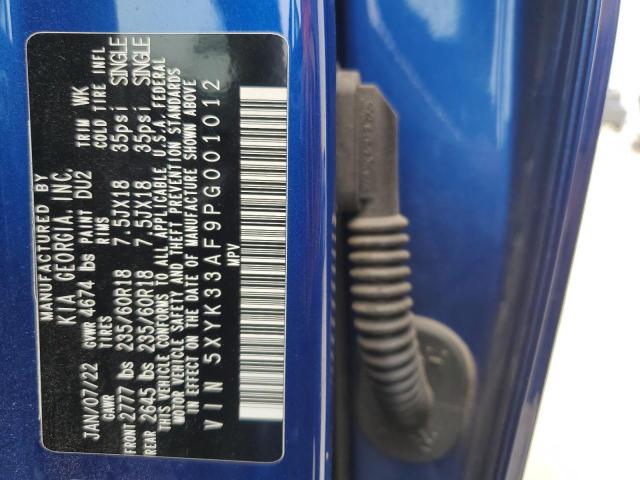 MANUFACTURED BY
KIA GEORGIA, INC.
JAN/07/22 GVWR 4674 lbs PAINT DU2 TRIM WK
GAWR TIRES RIMS COLD TIRE INFL
FRONT 2777 lbs 235/60R18 7.5JX18 35psi SINGLE
REAR 2645 lbs 235/60R18 7.5JX18 35psi SINGLE
THIS VEHICLE CONFORMS TO ALL APPLICABLE U.S.A. FEDERAL
MOTOR VEHICLE SAFETY AND THEFT PREVENTION STANDARDS
IN EFFECT ON THE DATE OF MANUFACTURE SHOWN ABOVE
VIN 5XYK33AF9PG001012
MPV